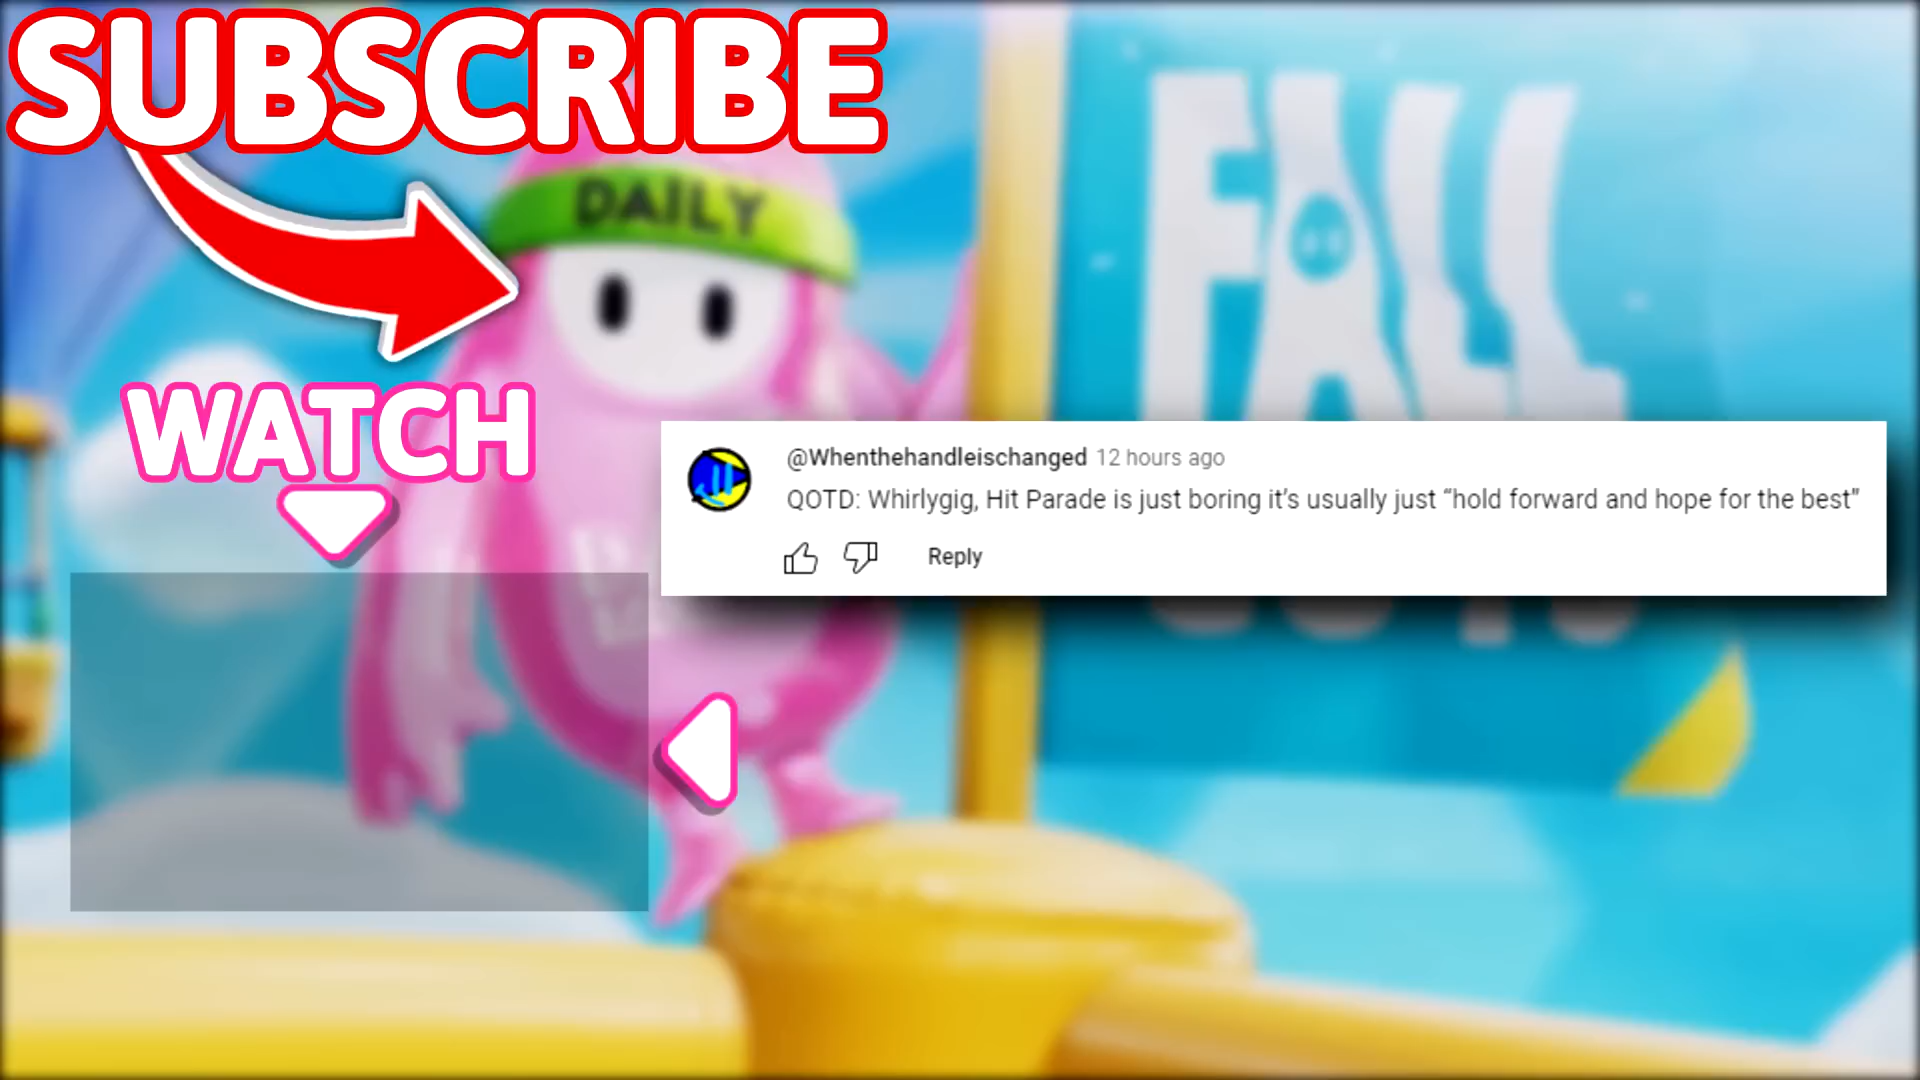 SUBSCRIBE
DAILY
FALL
WATCH
@Whenthehandleischanged 12 hours ago
QOTD: Whirlygig, Hit Parade is just boring it’s usually just “hold forward and hope for the best”
Reply